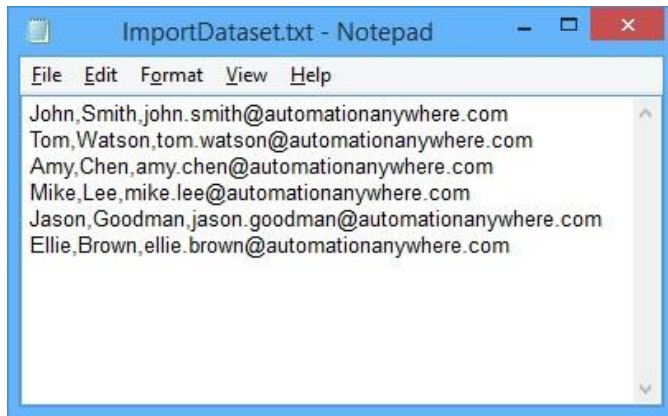 ImportDataset.txt - Notepad
File Edit Format View Help
John,Smith,john.smith@automationanywhere.com
Tom,Watson,tom.watson@automationanywhere.com
Amy,Chen,amy.chen@automationanywhere.com
Mike,Lee,mike.lee@automationanywhere.com
Jason,Goodman,jason.goodman@automationanywhere.com
Ellie,Brown,ellie.brown@automationanywhere.com